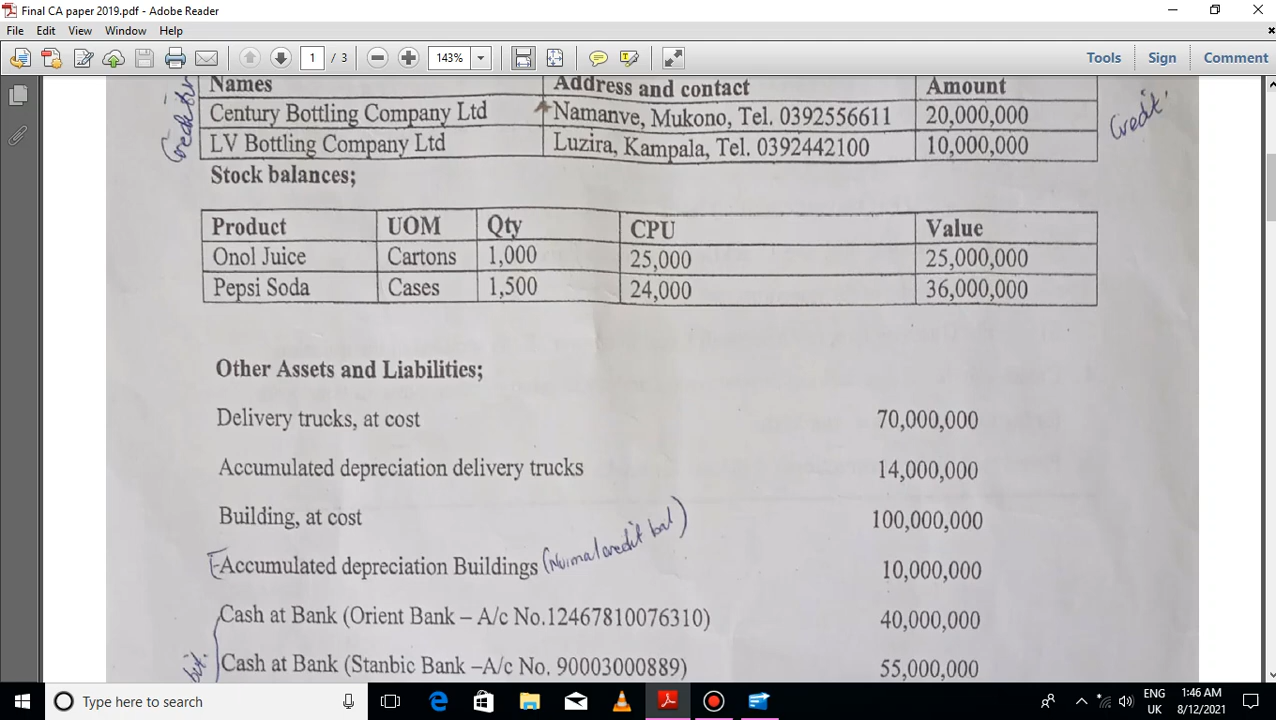 Final CA paper 2019.pdf - Adobe Reader
File Edit View Window Help
1 / 3 143% Tools Sign Comment
Names Address and contact Amount
Century Bottling Company Ltd Namanve, Mukono, Tel. 0392556611 20,000,000
Credit
LV Bottling Company Ltd Luzira, Kampala, Tel. 0392442100 10,000,000
Stock balances;
Product UOM Qty CPU Value
Onol Juice Cartons 1,000 25,000 25,000,000
Pepsi Soda Cases 1,500 24,000 36,000,000
Other Assets and Liabilities;
Delivery trucks, at cost 70,000,000
Accumulated depreciation delivery trucks 14,000,000
Building, at cost 100,000,000
Accumulated depreciation Buildings (Normal credit bal) 10,000,000
Cash at Bank (Orient Bank – A/c No.12467810076310) 40,000,000
Cash at Bank (Stanbic Bank –A/c No. 90003000889) 55,000,000
Type here to search
ENG 1:46 AM
UK 8/12/2021